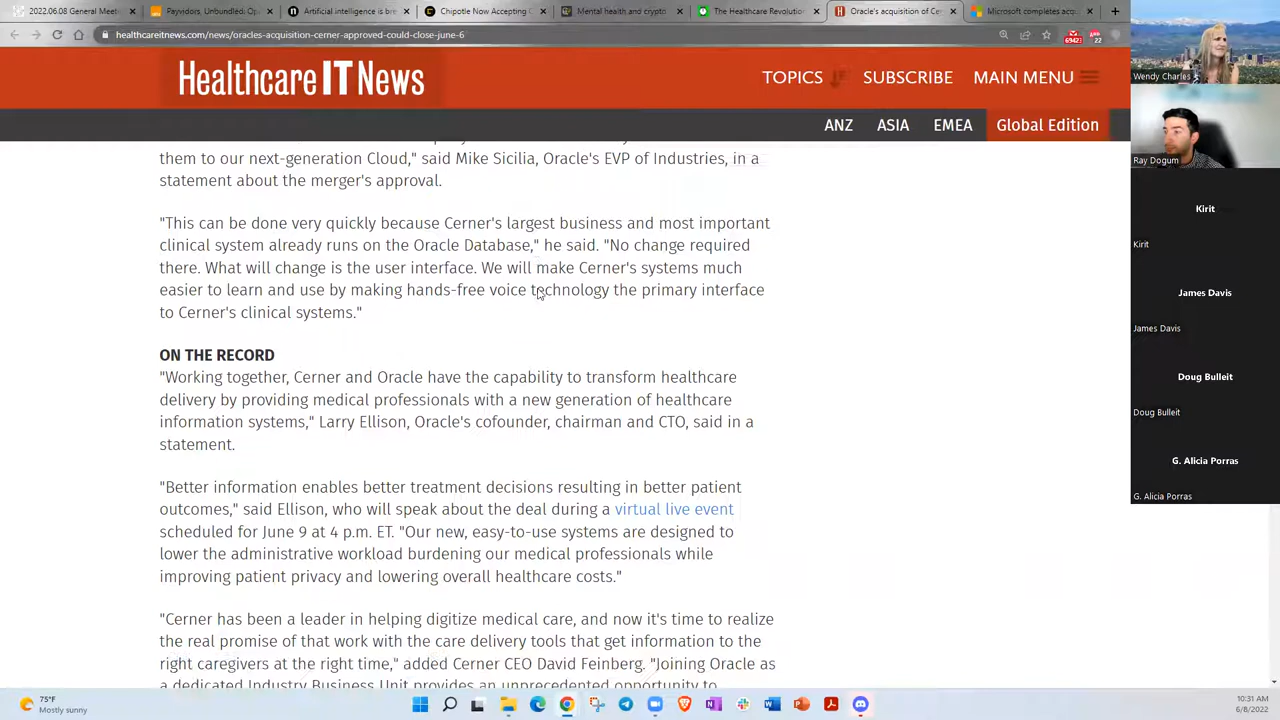 2022.06.08 General Meetin
Payvidors, Unbundled: Op
Artificial intelligence is bre
Chipotle Now Accepting C
Mental health and crypto
The Healthcare Revolution
Oracle's acquisition of Cer
Microsoft completes acqu
healthcareitnews.com/news/oracles-acquisition-cerner-approved-could-close-june-6
69423
22
Healthcare IT News
TOPICS
SUBSCRIBE
MAIN MENU
ANZ
ASIA
EMEA
Global Edition
them to our next-generation Cloud," said Mike Sicilia, Oracle's EVP of Industries, in a
statement about the merger's approval.
"This can be done very quickly because Cerner's largest business and most important
clinical system already runs on the Oracle Database," he said. "No change required
there. What will change is the user interface. We will make Cerner's systems much
easier to learn and use by making hands-free voice technology the primary interface
to Cerner's clinical systems."
ON THE RECORD
"Working together, Cerner and Oracle have the capability to transform healthcare
delivery by providing medical professionals with a new generation of healthcare
information systems," Larry Ellison, Oracle's cofounder, chairman and CTO, said in a
statement.
"Better information enables better treatment decisions resulting in better patient
outcomes," said Ellison, who will speak about the deal during a virtual live event
scheduled for June 9 at 4 p.m. ET. "Our new, easy-to-use systems are designed to
lower the administrative workload burdening our medical professionals while
improving patient privacy and lowering overall healthcare costs."
"Cerner has been a leader in helping digitize medical care, and now it's time to realize
the real promise of that work with the care delivery tools that get information to the
right caregivers at the right time," added Cerner CEO David Feinberg. "Joining Oracle as
a dedicated Industry Business Unit provides an unprecedented opportunity to
Wendy Charles
Ray Dogum
Kirit
Kirit
James Davis
James Davis
Doug Bulleit
Doug Bulleit
G. Alicia Porras
G. Alicia Porras
75°F
Mostly sunny
10:31 AM
6/8/2022